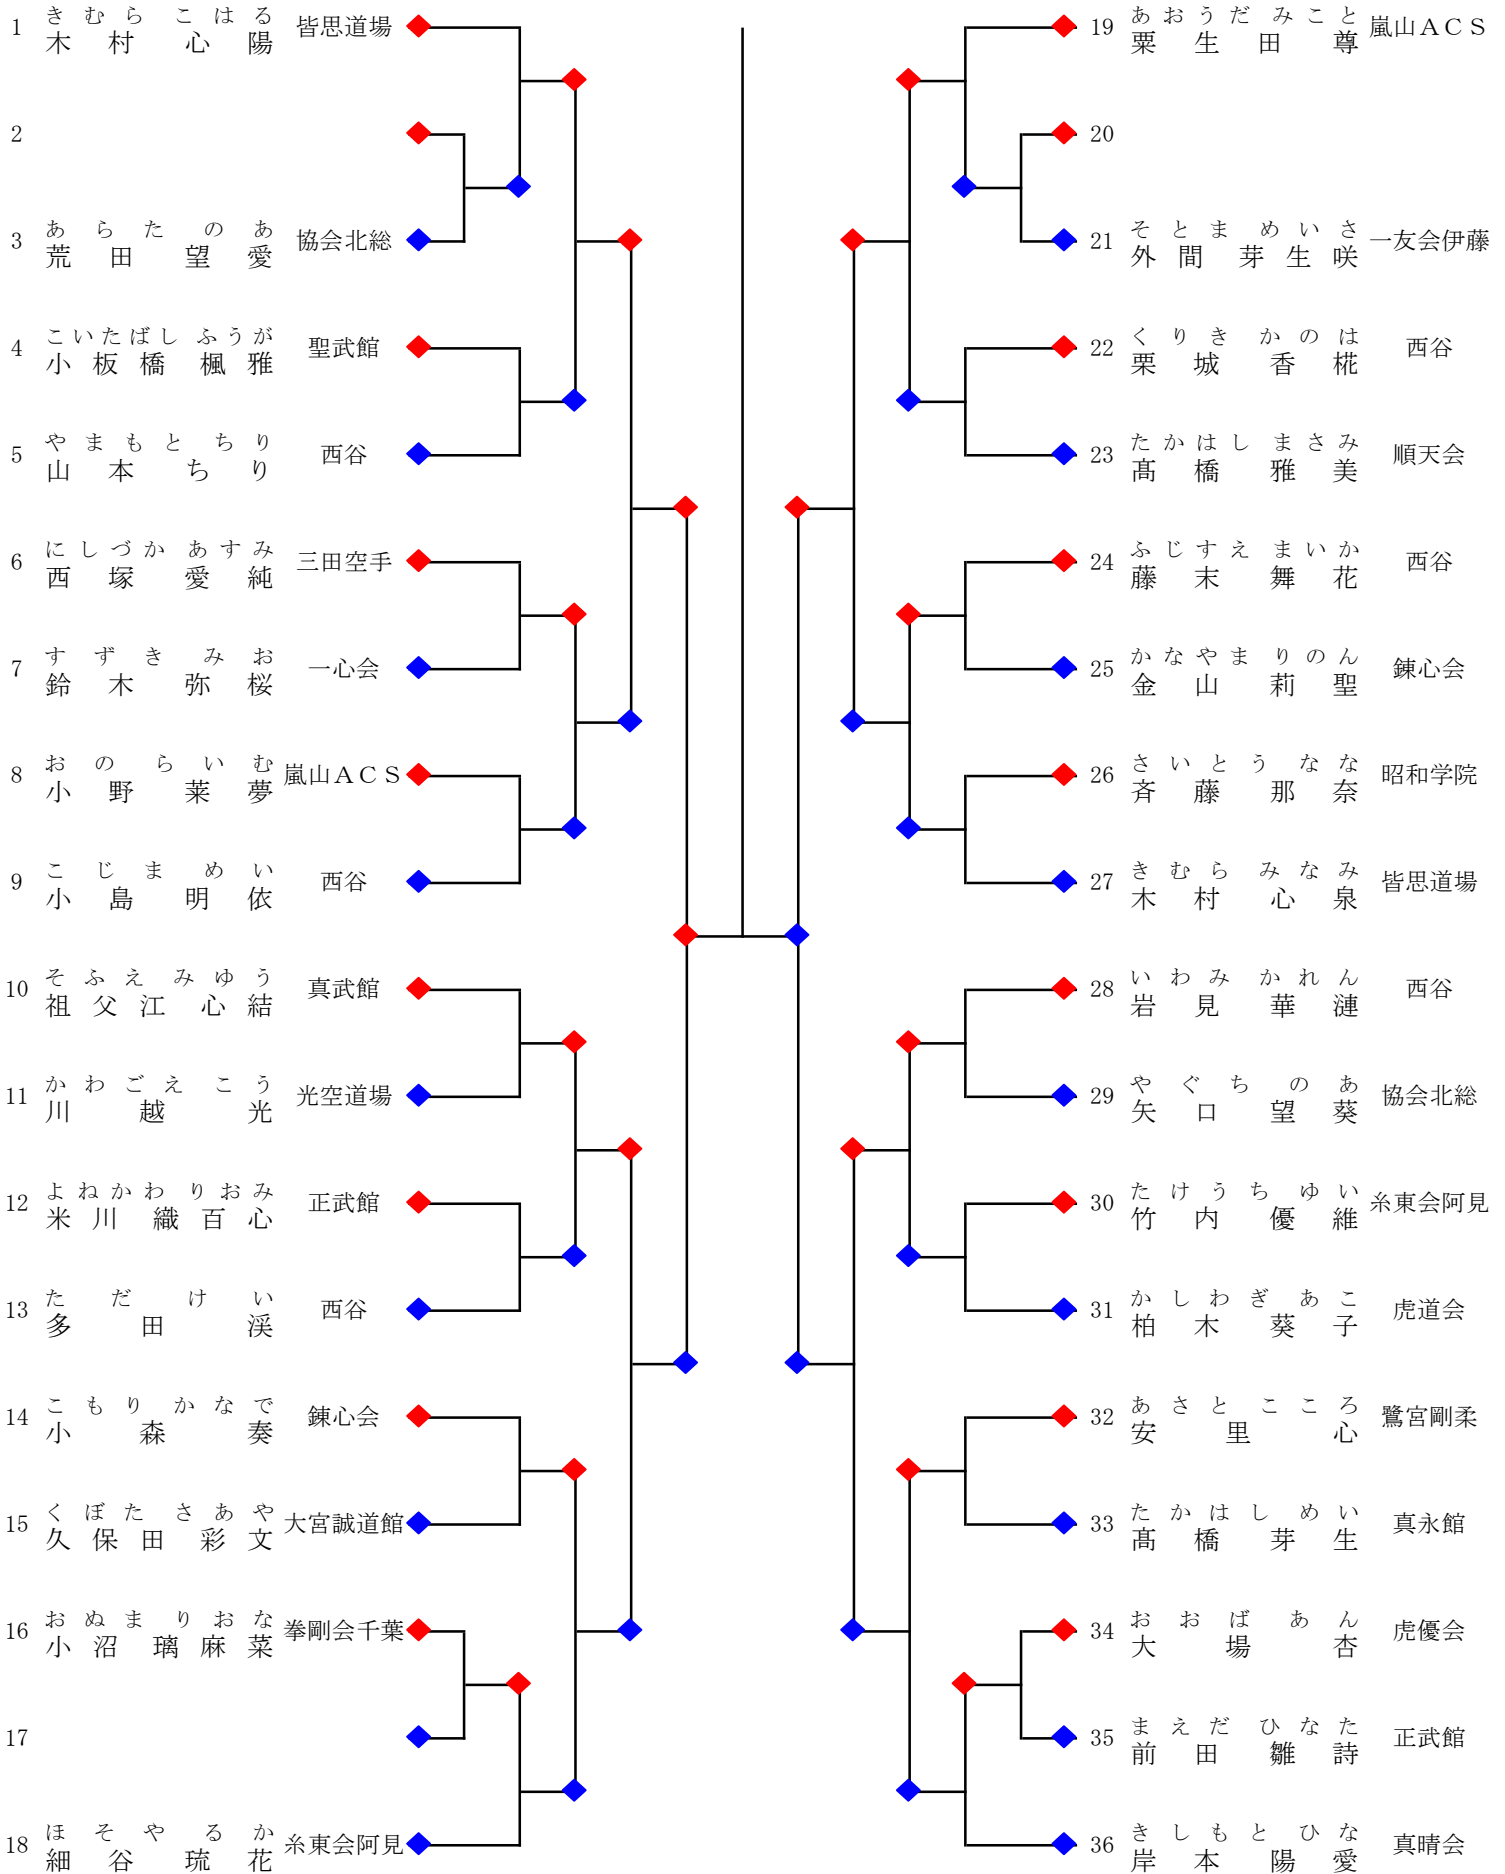 1 きむら こはる 皆思道場
木村 心陽
2
3 あらた のあ 協会北総
荒田 望愛
4 こいたばし ふうが 聖武館
小板橋 楓雅
5 やまもと ちり 西谷
山本 ちり
6 にしづか あすみ 三田空手
西塚 愛純
7 すずき みお 一心会
鈴木 弥桜
8 おの らいむ 嵐山ACS
小野 莱夢
9 こじま めい 西谷
小島 明依
10 そふえ みゆう 真武館
祖父江 心結
11 かわごえ こう 光空道場
川越 光
12 よねかわ りおみ 正武館
米川 織百心
13 ただ けい 西谷
多田 渓
14 こもり かなで 錬心会
小森 奏
15 くぼた さあや 大宮誠道館
久保田 彩文
16 おぬま りおな 拳剛会千葉
小沼 璃麻菜
17
18 ほそや るか 糸東会阿見
細谷 琉花
19 あおうだ みこと 嵐山ACS
粟生田 尊
20
21 そとま めいさ 一友会伊藤
外間 芽生咲
22 くりき かのは 西谷
栗城 香椛
23 たかはし まさみ 順天会
髙橋 雅美
24 ふじすえ まいか 西谷
藤末 舞花
25 かなやま りのん 錬心会
金山 莉聖
26 さいとう なな 昭和学院
斉藤 那奈
27 きむら みなみ 皆思道場
木村 心泉
28 いわみ かれん 西谷
岩見 華漣
29 やぐち のあ 協会北総
矢口 望葵
30 たけうち ゆい 糸東会阿見
竹内 優維
31 かしわぎ あこ 虎道会
柏木 葵子
32 あさと こころ 鷲宮剛柔
安里 心
33 たかはし めい 真永館
髙橋 芽生
34 おおば あん 虎優会
大場 杏
35 まえだ ひなた 正武館
前田 雛詩
36 きしもと ひな 真晴会
岸本 陽愛